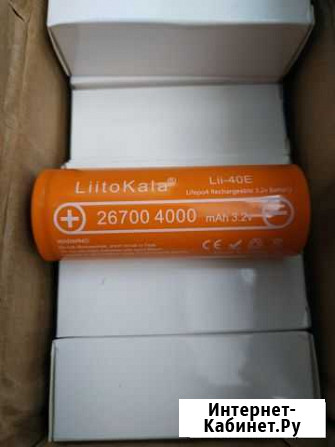 LiitoKala®
Lii-40E
Lifepo4 Rechargeable 3.2v Battery
26700 4000 mAh 3.2v
WARNING
CE
Интернет-
Кабинет.Ру